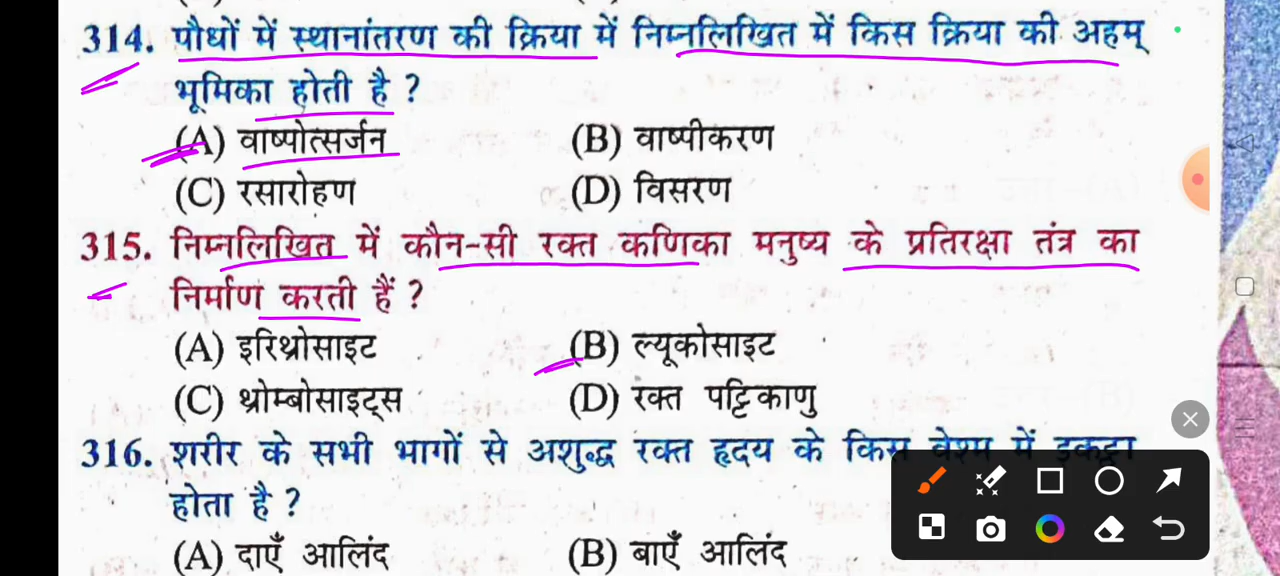 314. पौधों में स्थानांतरण की क्रिया में निम्नलिखित में किस क्रिया की अहम्
भूमिका होती है ?
(A) वाष्पोत्सर्जन (B) वाष्पीकरण
(C) रसारोहण (D) विसरण
315. निम्नलिखित में कौन-सी रक्त कणिका मनुष्य के प्रतिरक्षा तंत्र का
निर्माण करती हैं ?
(A) इरिथ्रोसाइट (B) ल्यूकोसाइट
(C) थ्रोम्बोसाइट्स (D) रक्त पट्टिकाणु
316. शरीर के सभी भागों से अशुद्ध रक्त हृदय के किस वेश्म में इकट्ठा
होता है ?
(A) दाएँ आलिंद (B) बाएँ आलिंद